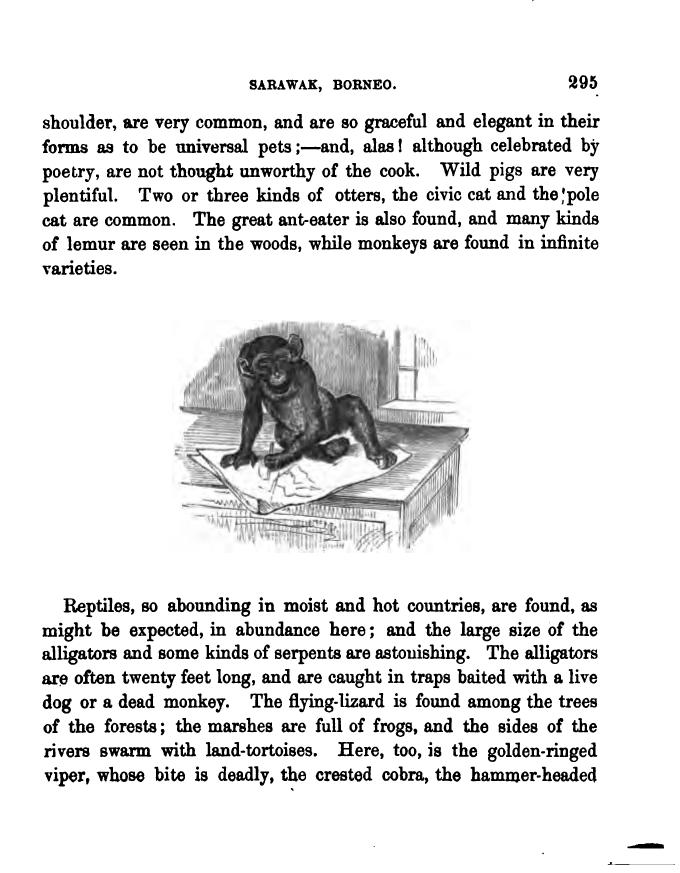 SARAWAK, BORNEO. 295
shoulder, are very common, and are so graceful and elegant in their
forms as to be universal pets;—and, alas! although celebrated by
poetry, are not thought unworthy of the cook. Wild pigs are very
plentiful. Two or three kinds of otters, the civic cat and the pole
cat are common. The great ant-eater is also found, and many kinds
of lemur are seen in the woods, while monkeys are found in infinite
varieties.
Reptiles, so abounding in moist and hot countries, are found, as
might be expected, in abundance here; and the large size of the
alligators and some kinds of serpents are astonishing. The alligators
are often twenty feet long, and are caught in traps baited with a live
dog or a dead monkey. The flying-lizard is found among the trees
of the forests; the marshes are full of frogs, and the sides of the
rivers swarm with land-tortoises. Here, too, is the golden-ringed
viper, whose bite is deadly, the crested cobra, the hammer-headed